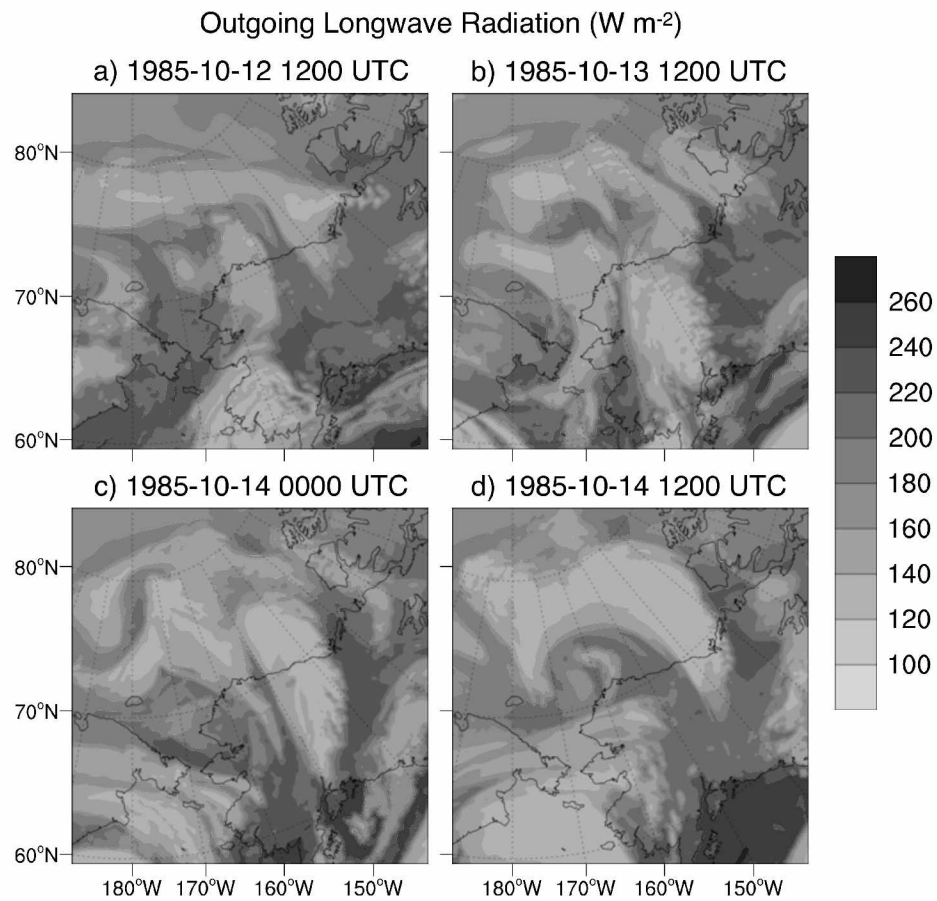 Outgoing Longwave Radiation (W m⁻²)
a) 1985-10-12 1200 UTC
b) 1985-10-13 1200 UTC
80°N
70°N
60°N
c) 1985-10-14 0000 UTC
d) 1985-10-14 1200 UTC
80°N
70°N
60°N
180°W 170°W 160°W 150°W
180°W 170°W 160°W 150°W
260
240
220
200
180
160
140
120
100